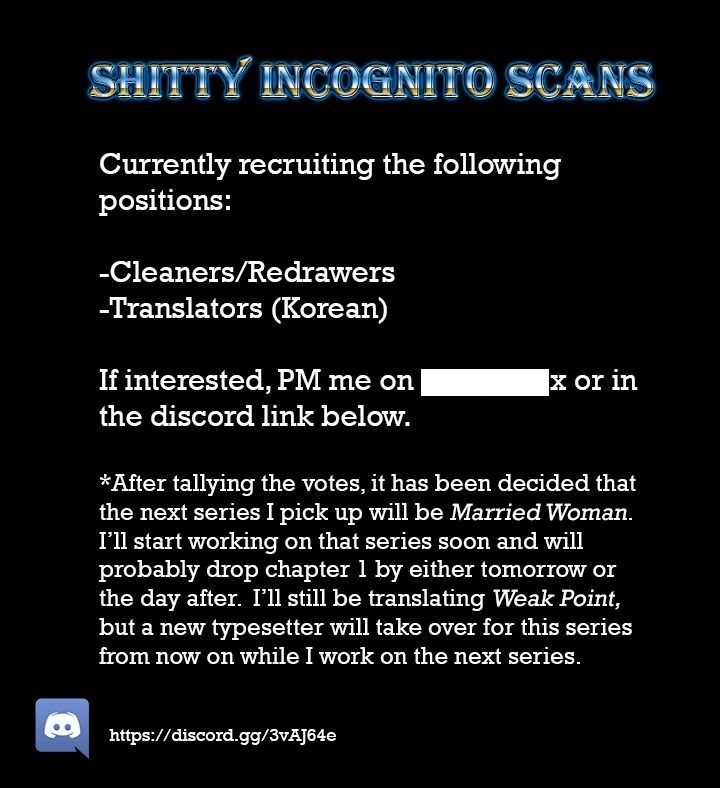 SHITTY INCOGNITO SCANS
Currently recruiting the following
positions:
-Cleaners/Redrawers
-Translators (Korean)
If interested, PM me on x or in
the discord link below.
*After tallying the votes, it has been decided that
the next series I pick up will be Married Woman.
I'll start working on that series soon and will
probably drop chapter 1 by either tomorrow or
the day after. I'll still be translating Weak Point,
but a new typesetter will take over for this series
from now on while I work on the next series.
https://discord.gg/3vAJ64e